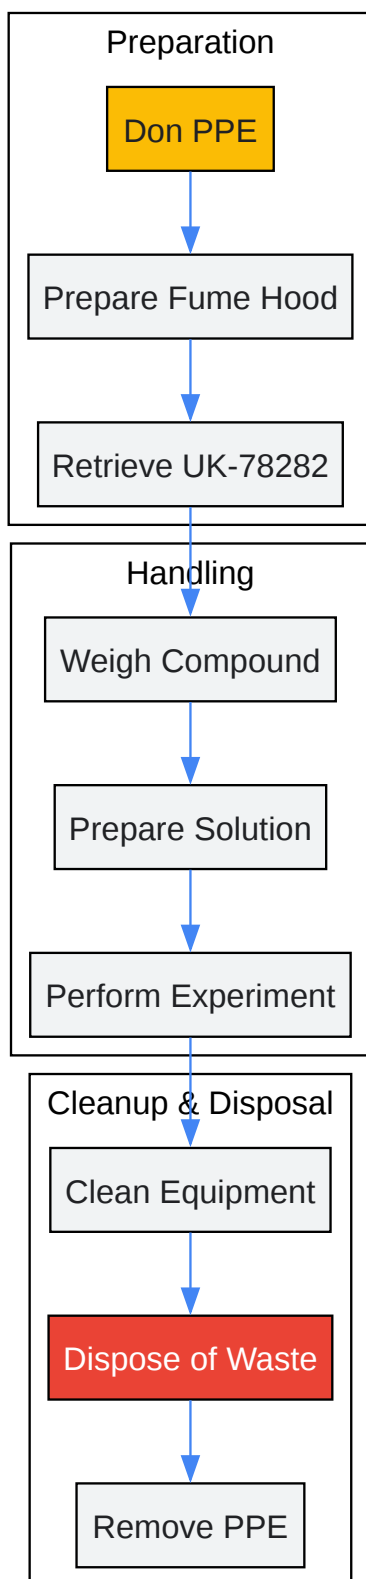 Preparation
Don PPE
Prepare Fume Hood
Retrieve UK-78282
Handling
Weigh Compound
Prepare Solution
Perform Experiment
Cleanup & Disposal
Clean Equipment
Dispose of Waste
Remove PPE